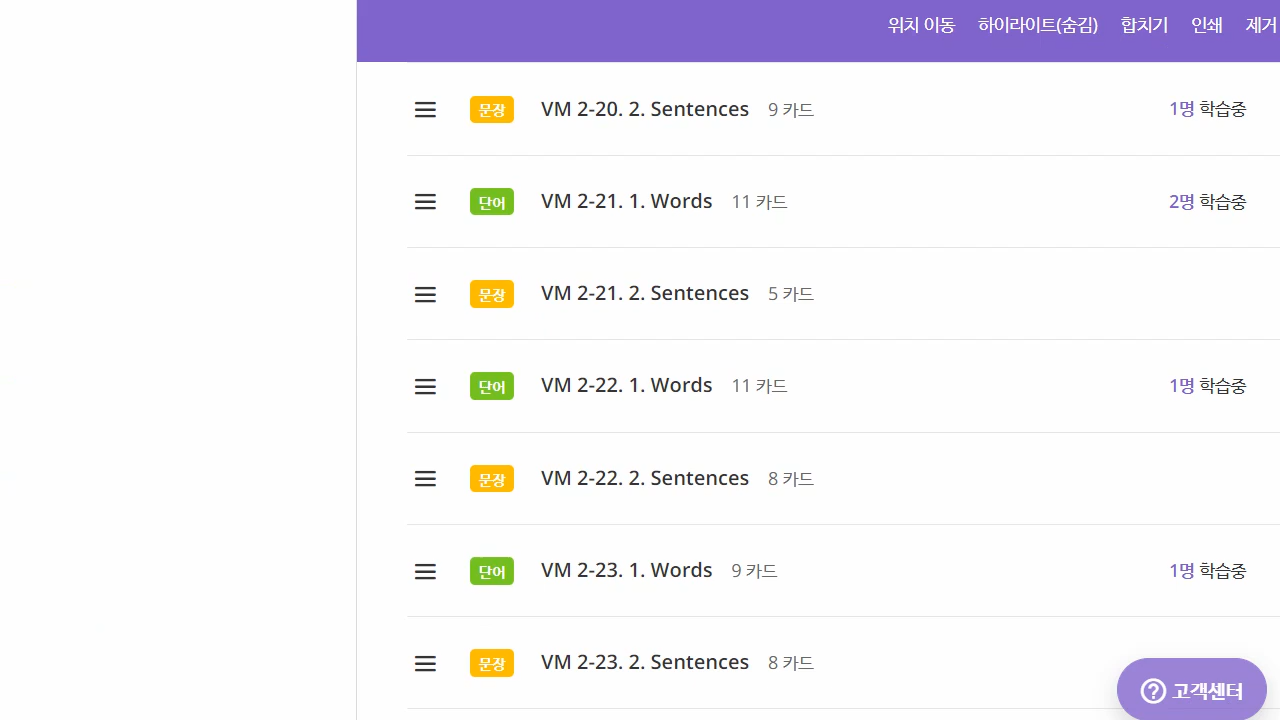 위치 이동 하이라이트(숨김) 합치기 인쇄 제거
문장 VM 2-20. 2. Sentences 9 카드 1명 학습중
단어 VM 2-21. 1. Words 11 카드 2명 학습중
문장 VM 2-21. 2. Sentences 5 카드
단어 VM 2-22. 1. Words 11 카드 1명 학습중
문장 VM 2-22. 2. Sentences 8 카드
단어 VM 2-23. 1. Words 9 카드 1명 학습중
문장 VM 2-23. 2. Sentences 8 카드
? 고객센터